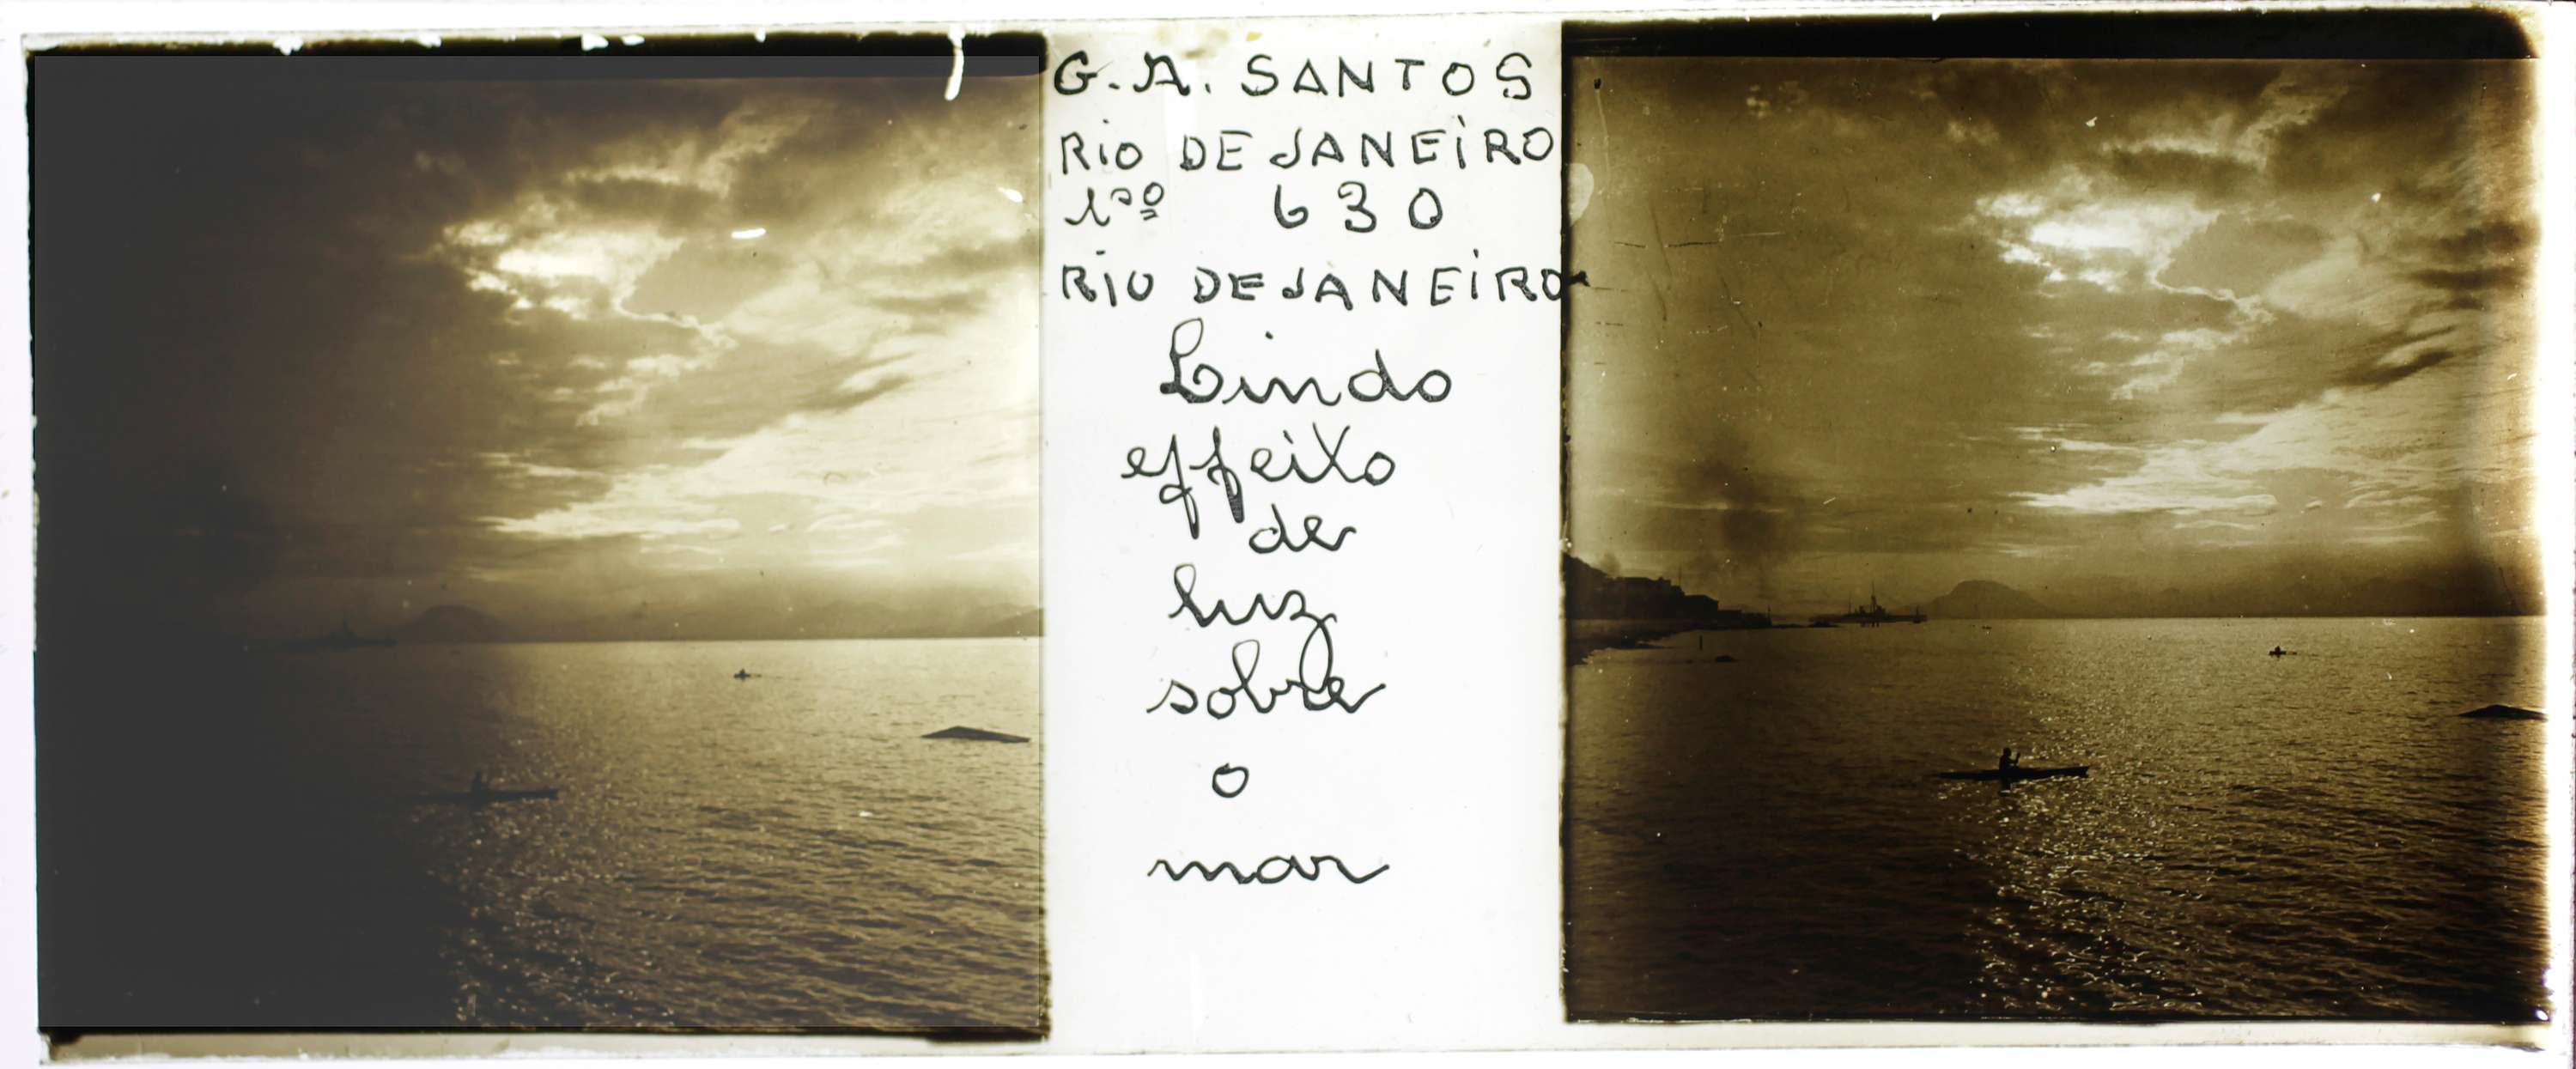 G. A. SANTOS
RiO DE JANEiRO
Nº 630
RiO DE JANEiRO
Lindo
effeito
de
luz
sobre
o
mar